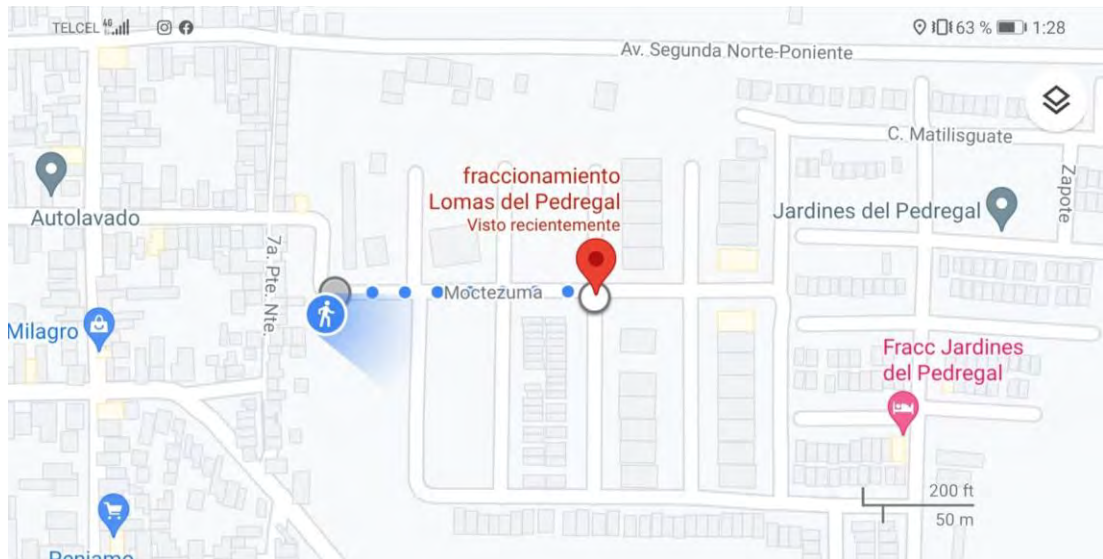 TELCEL 4G
63 % 1:28
Av. Segunda Norte-Poniente
C. Matilisguate
Zapote
fraccionamiento
Lomas del Pedregal
Visto recientemente
Autolavado
Jardines del Pedregal
7a. Pte. Nte.
Moctezuma
Milagro
Fracc Jardines
del Pedregal
200 ft
50 m